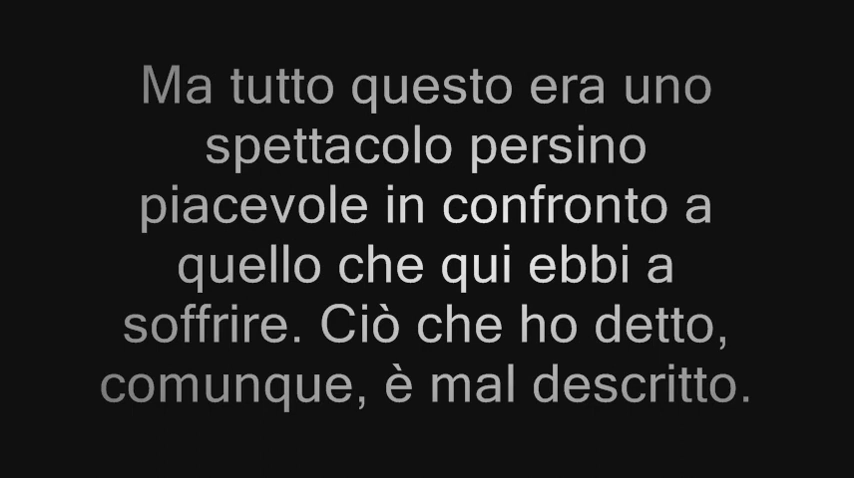 Ma tutto questo era uno
spettacolo persino
piacevole in confronto a
quello che qui ebbi a
soffrire. Ciò che ho detto,
comunque, è mal descritto.